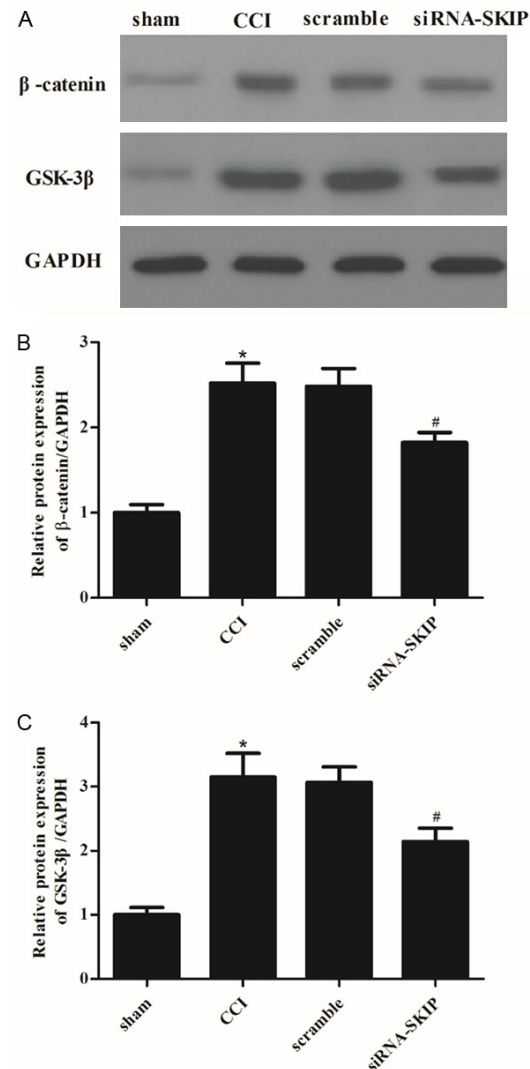 A
sham CCI scramble siRNA-SKIP
β -catenin
GSK-3β
GAPDH
B
Relative protein expression
of β-catenin/GAPDH
3
2
1
0
*
#
sham
CCI
scramble
siRNA-SKIP
C
Relative protein expression
of GSK-3β /GAPDH
4
3
2
1
0
*
#
sham
CCI
scramble
siRNA-SKIP